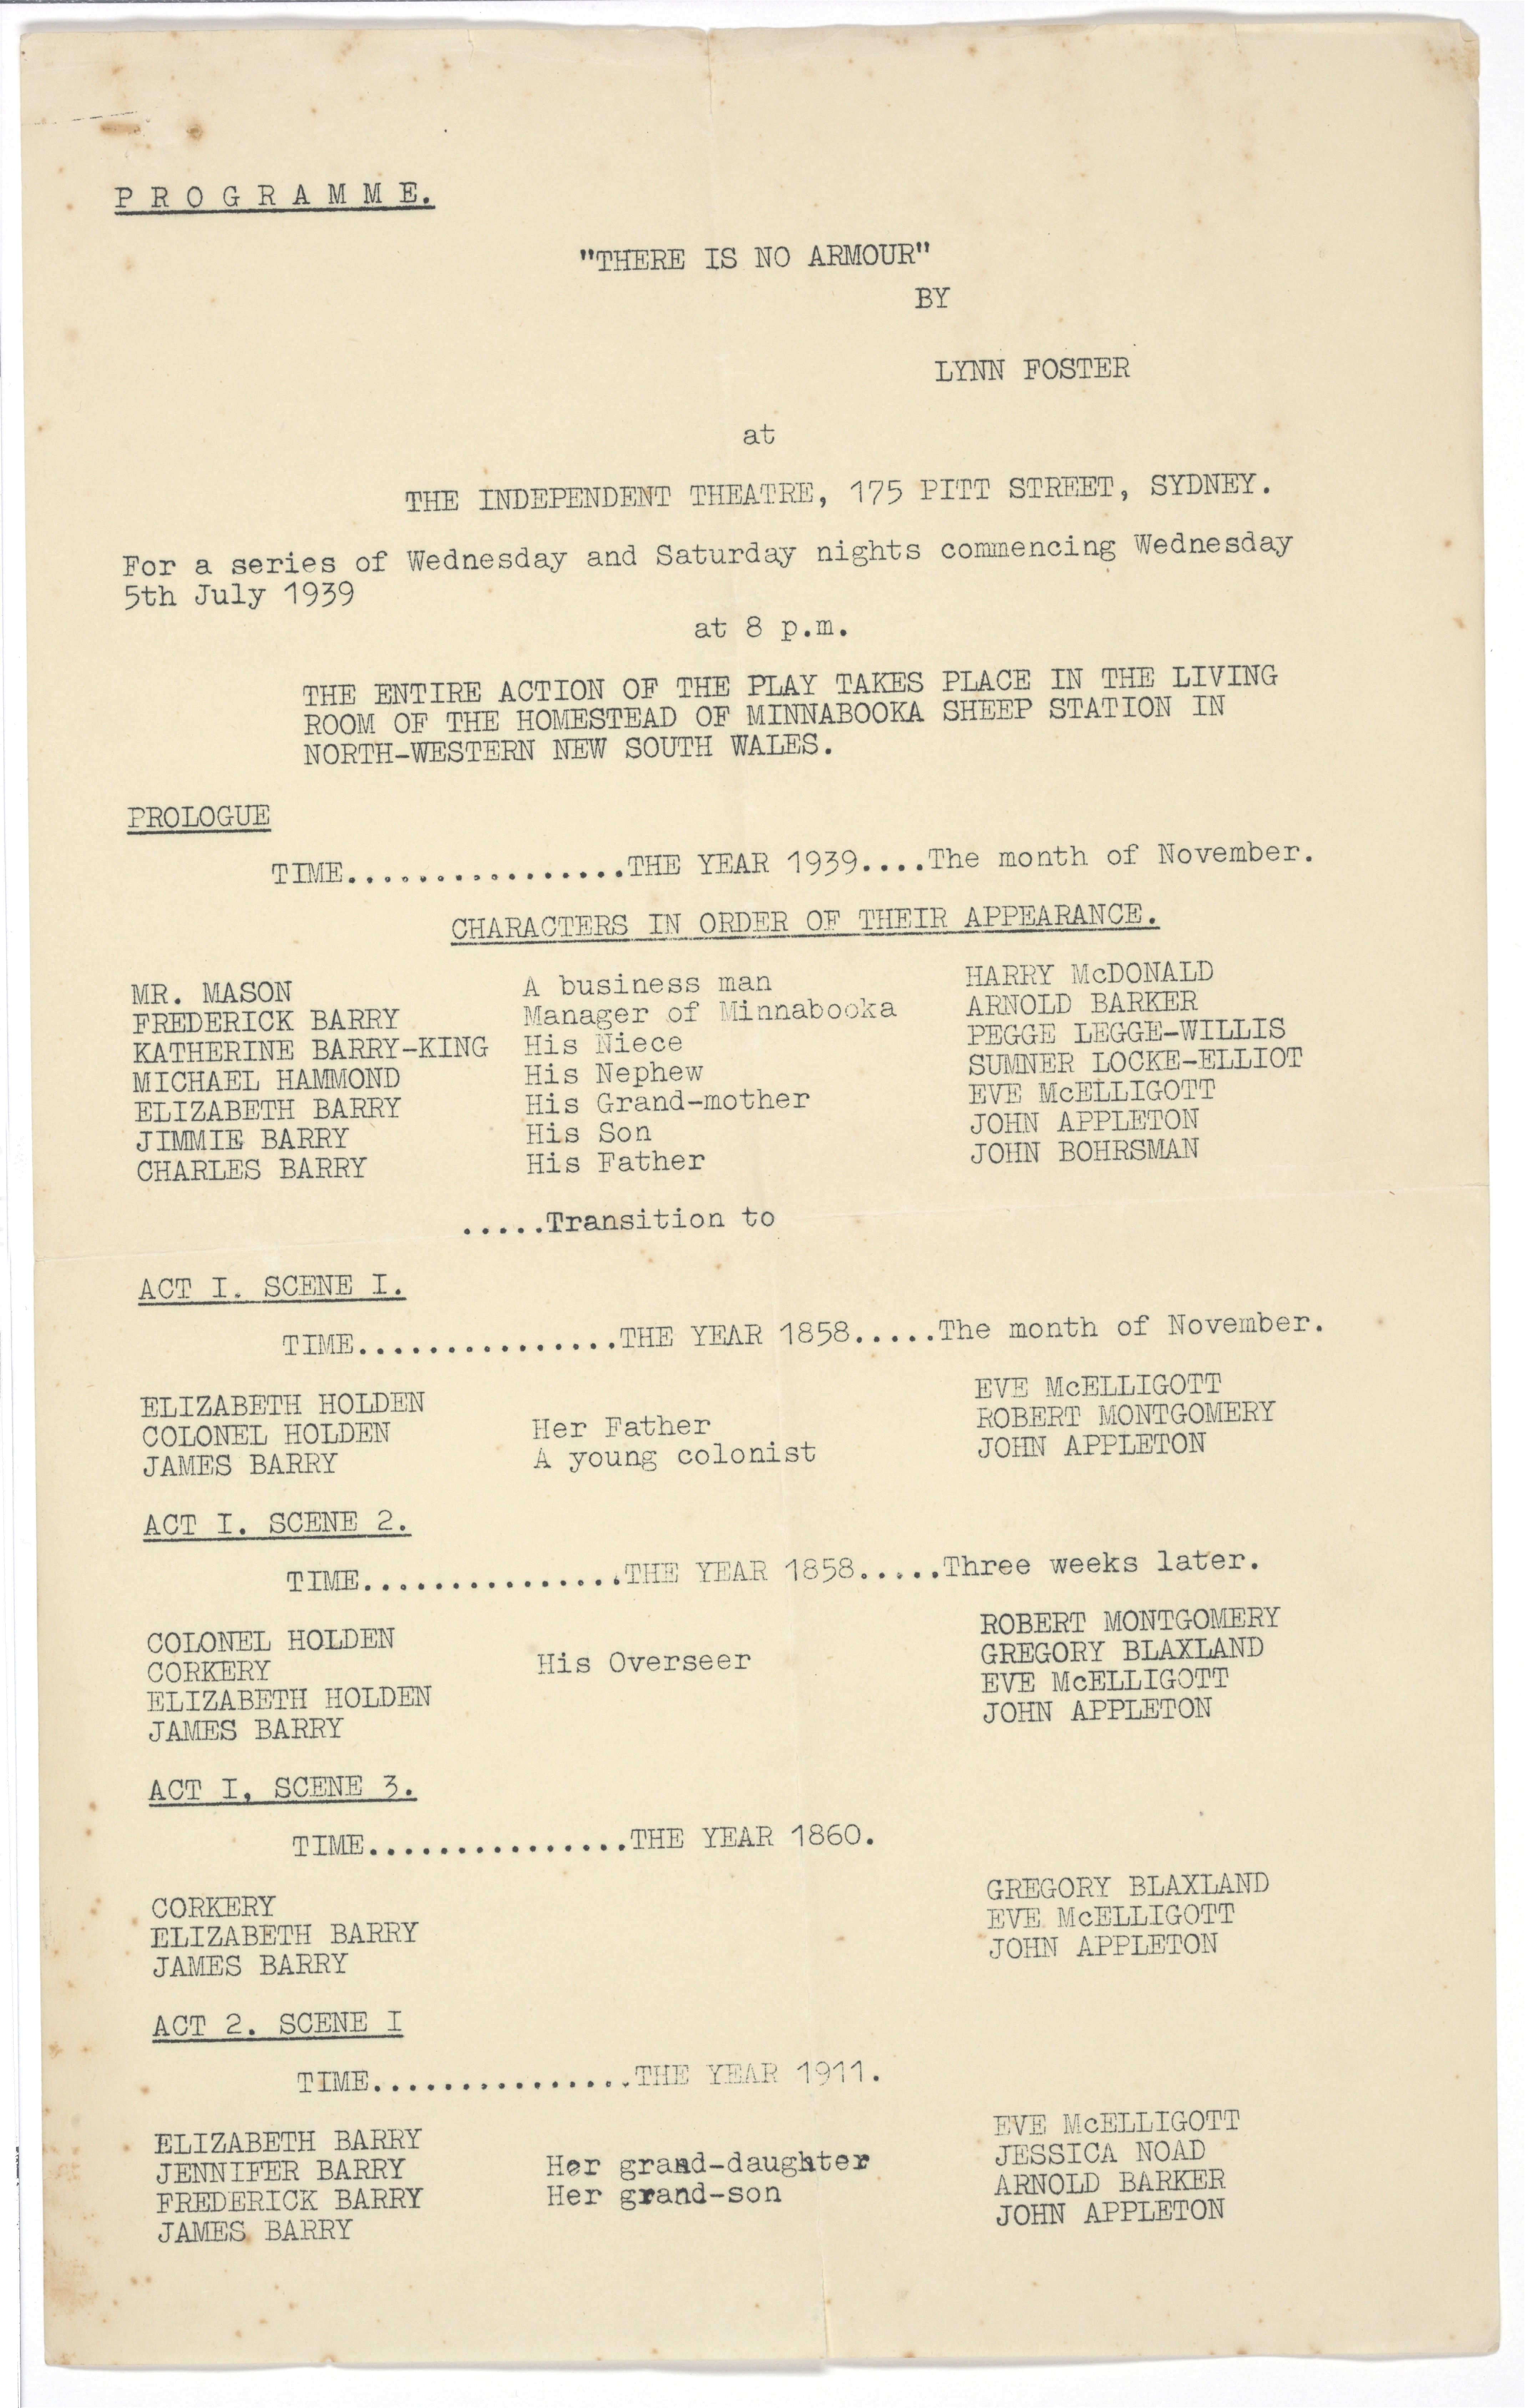 PROGRAMME.
"THERE IS NO ARMOUR"
BY
LYNN FOSTER
at
THE INDEPENDENT THEATRE, 175 PITT STREET, SYDNEY.
For a series of Wednesday and Saturday nights commencing Wednesday
5th July 1939
at 8 p.m.
THE ENTIRE ACTION OF THE PLAY TAKES PLACE IN THE LIVING
ROOM OF THE HOMESTEAD OF MINNABOOKA SHEEP STATION IN
NORTH-WESTERN NEW SOUTH WALES.
PROLOGUE
TIME................THE YEAR 1939....The month of November.
CHARACTERS IN ORDER OF THEIR APPEARANCE.
MR. MASON A business man HARRY McDONALD
FREDERICK BARRY Manager of Minnabooka ARNOLD BARKER
KATHERINE BARRY-KING His Niece PEGGE LEGGE-WILLIS
MICHAEL HAMMOND His Nephew SUMNER LOCKE-ELLIOT
ELIZABETH BARRY His Grand-mother EVE McELLIGOTT
JIMMIE BARRY His Son JOHN APPLETON
CHARLES BARRY His Father JOHN BOHRSMAN
.....Transition to
ACT I. SCENE I.
TIME...............THE YEAR 1858.....The month of November.
ELIZABETH HOLDEN EVE McELLIGOTT
COLONEL HOLDEN Her Father ROBERT MONTGOMERY
JAMES BARRY A young colonist JOHN APPLETON
ACT I. SCENE 2.
TIME...............THE YEAR 1858.....Three weeks later.
COLONEL HOLDEN ROBERT MONTGOMERY
CORKERY His Overseer GREGORY BLAXLAND
ELIZABETH HOLDEN EVE McELLIGOTT
JAMES BARRY JOHN APPLETON
ACT I, SCENE 3.
TIME...............THE YEAR 1860.
CORKERY GREGORY BLAXLAND
ELIZABETH BARRY EVE McELLIGOTT
JAMES BARRY JOHN APPLETON
ACT 2. SCENE I
TIME...............THE YEAR 1911.
ELIZABETH BARRY EVE McELLIGOTT
JENNIFER BARRY Her grand-daughter JESSICA NOAD
FREDERICK BARRY Her grand-son ARNOLD BARKER
JAMES BARRY JOHN APPLETON